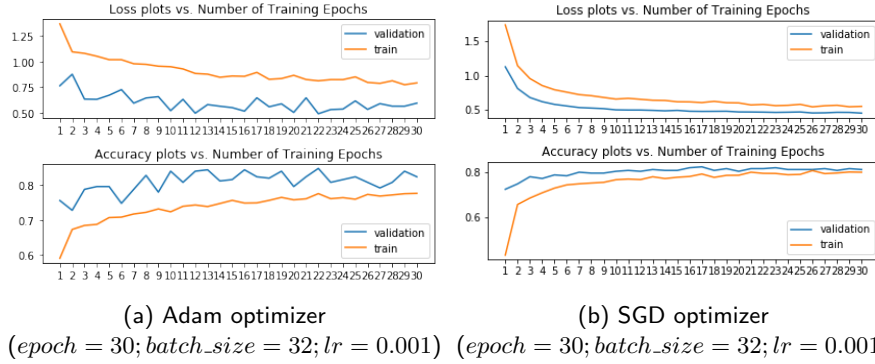 Loss plots vs. Number of Training Epochs
1.25
1.00
0.75
0.50
validation
train
1 2 3 4 5 6 7 8 9 10 11 12 13 14 15 16 17 18 19 20 21 22 23 24 25 26 27 28 29 30
Accuracy plots vs. Number of Training Epochs
0.8
0.7
0.6
validation
train
1 2 3 4 5 6 7 8 9 10 11 12 13 14 15 16 17 18 19 20 21 22 23 24 25 26 27 28 29 30
(a) Adam optimizer
(epoch = 30; batch_size = 32; lr = 0.001)
Loss plots vs. Number of Training Epochs
1.5
1.0
0.5
validation
train
1 2 3 4 5 6 7 8 9 10 11 12 13 14 15 16 17 18 19 20 21 22 23 24 25 26 27 28 29 30
Accuracy plots vs. Number of Training Epochs
0.8
0.6
validation
train
1 2 3 4 5 6 7 8 9 10 11 12 13 14 15 16 17 18 19 20 21 22 23 24 25 26 27 28 29 30
(b) SGD optimizer
(epoch = 30; batch_size = 32; lr = 0.001